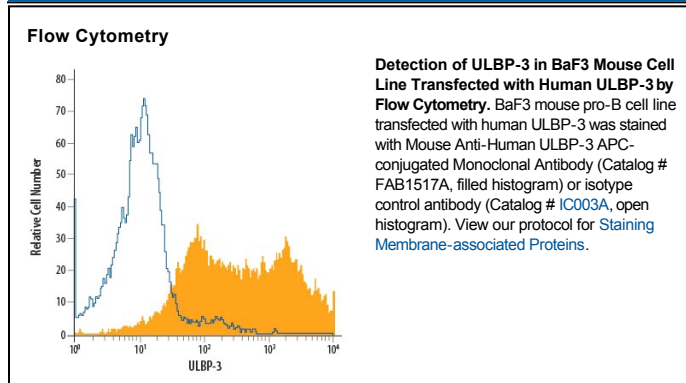 Flow Cytometry
80
70
60
50
40
30
20
10
0
Relative Cell Number
10⁰ 10¹ 10² 10³ 10⁴
ULBP-3
Detection of ULBP-3 in BaF3 Mouse Cell
Line Transfected with Human ULBP-3 by
Flow Cytometry. BaF3 mouse pro-B cell line
transfected with human ULBP-3 was stained
with Mouse Anti-Human ULBP-3 APC-
conjugated Monoclonal Antibody (Catalog #
FAB1517A, filled histogram) or isotype
control antibody (Catalog # IC003A, open
histogram). View our protocol for Staining
Membrane-associated Proteins.